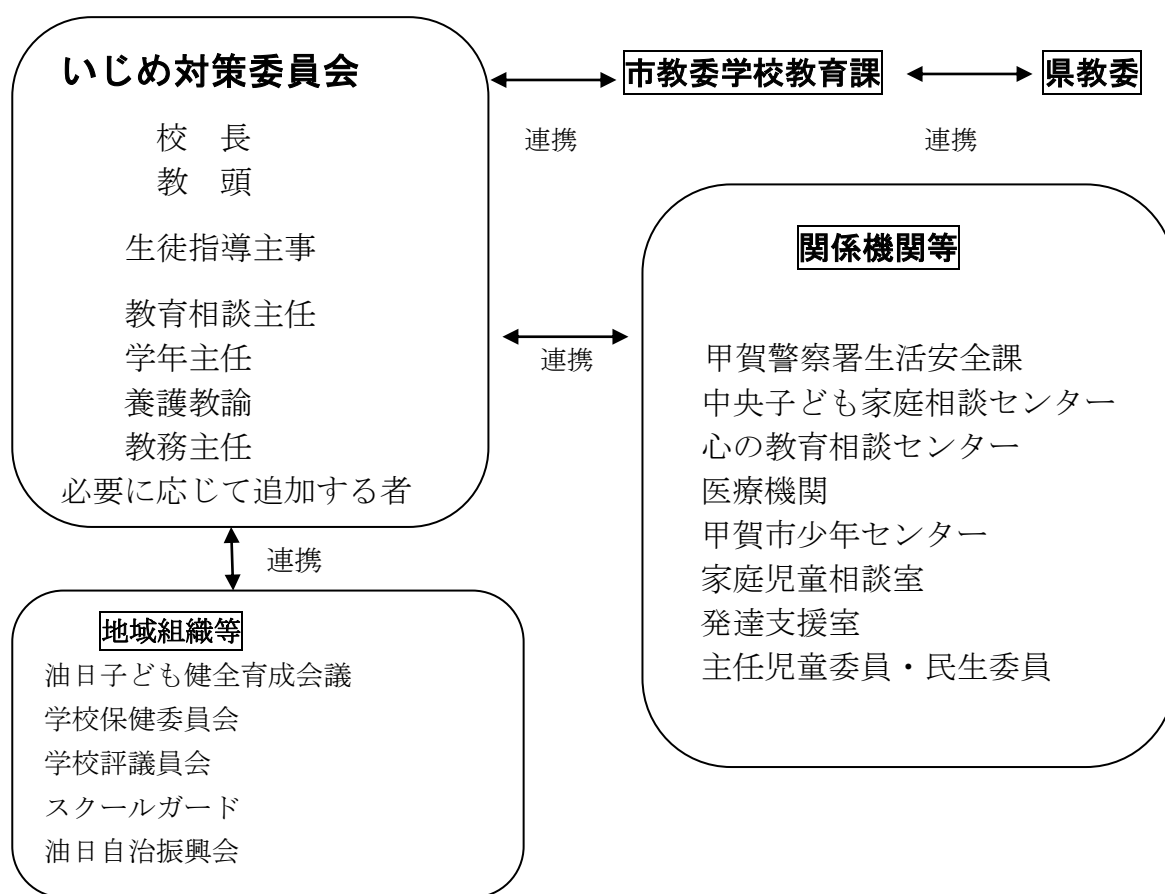 いじめ対策委員会
校　長
教　頭
生徒指導主事
教育相談主任
学年主任
養護教諭
教務主任
必要に応じて追加する者
連携
市教委学校教育課
連携
県教委
連携
関係機関等
甲賀警察署生活安全課
中央子ども家庭相談センター
心の教育相談センター
医療機関
甲賀市少年センター
家庭児童相談室
発達支援室
主任児童委員・民生委員
連携
地域組織等
油日子ども健全育成会議
学校保健委員会
学校評議員会
スクールガード
油日自治振興会